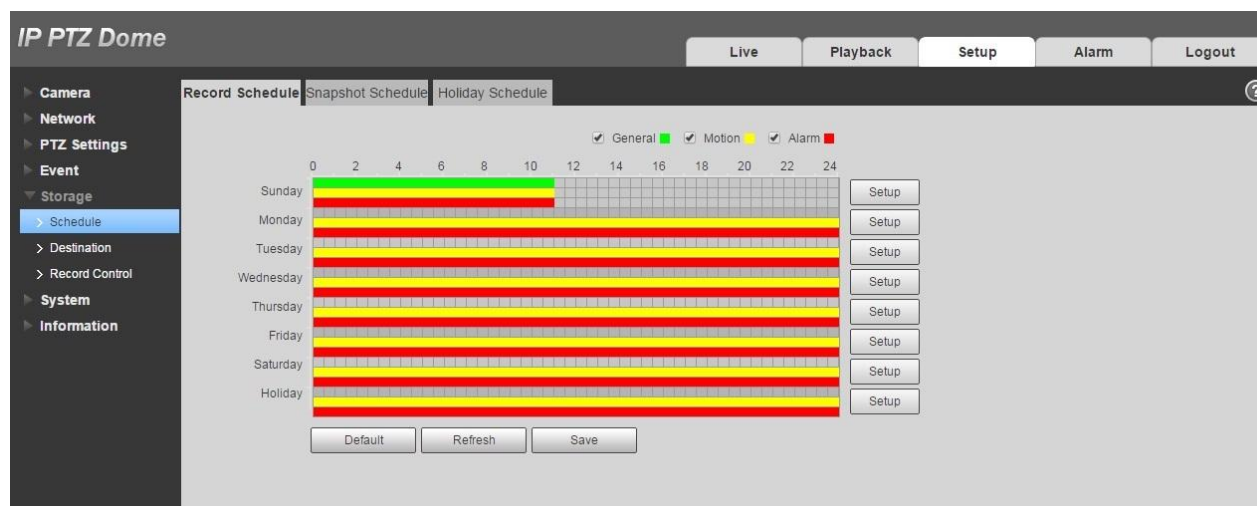 IP PTZ Dome
Live Playback Setup Alarm Logout
Camera
Network
PTZ Settings
Event
Storage
Schedule
Destination
Record Control
System
Information
Record Schedule Snapshot Schedule Holiday Schedule
?
General Motion Alarm
0 2 4 6 8 10 12 14 16 18 20 22 24
Sunday Setup
Monday Setup
Tuesday Setup
Wednesday Setup
Thursday Setup
Friday Setup
Saturday Setup
Holiday Setup
Default Refresh Save